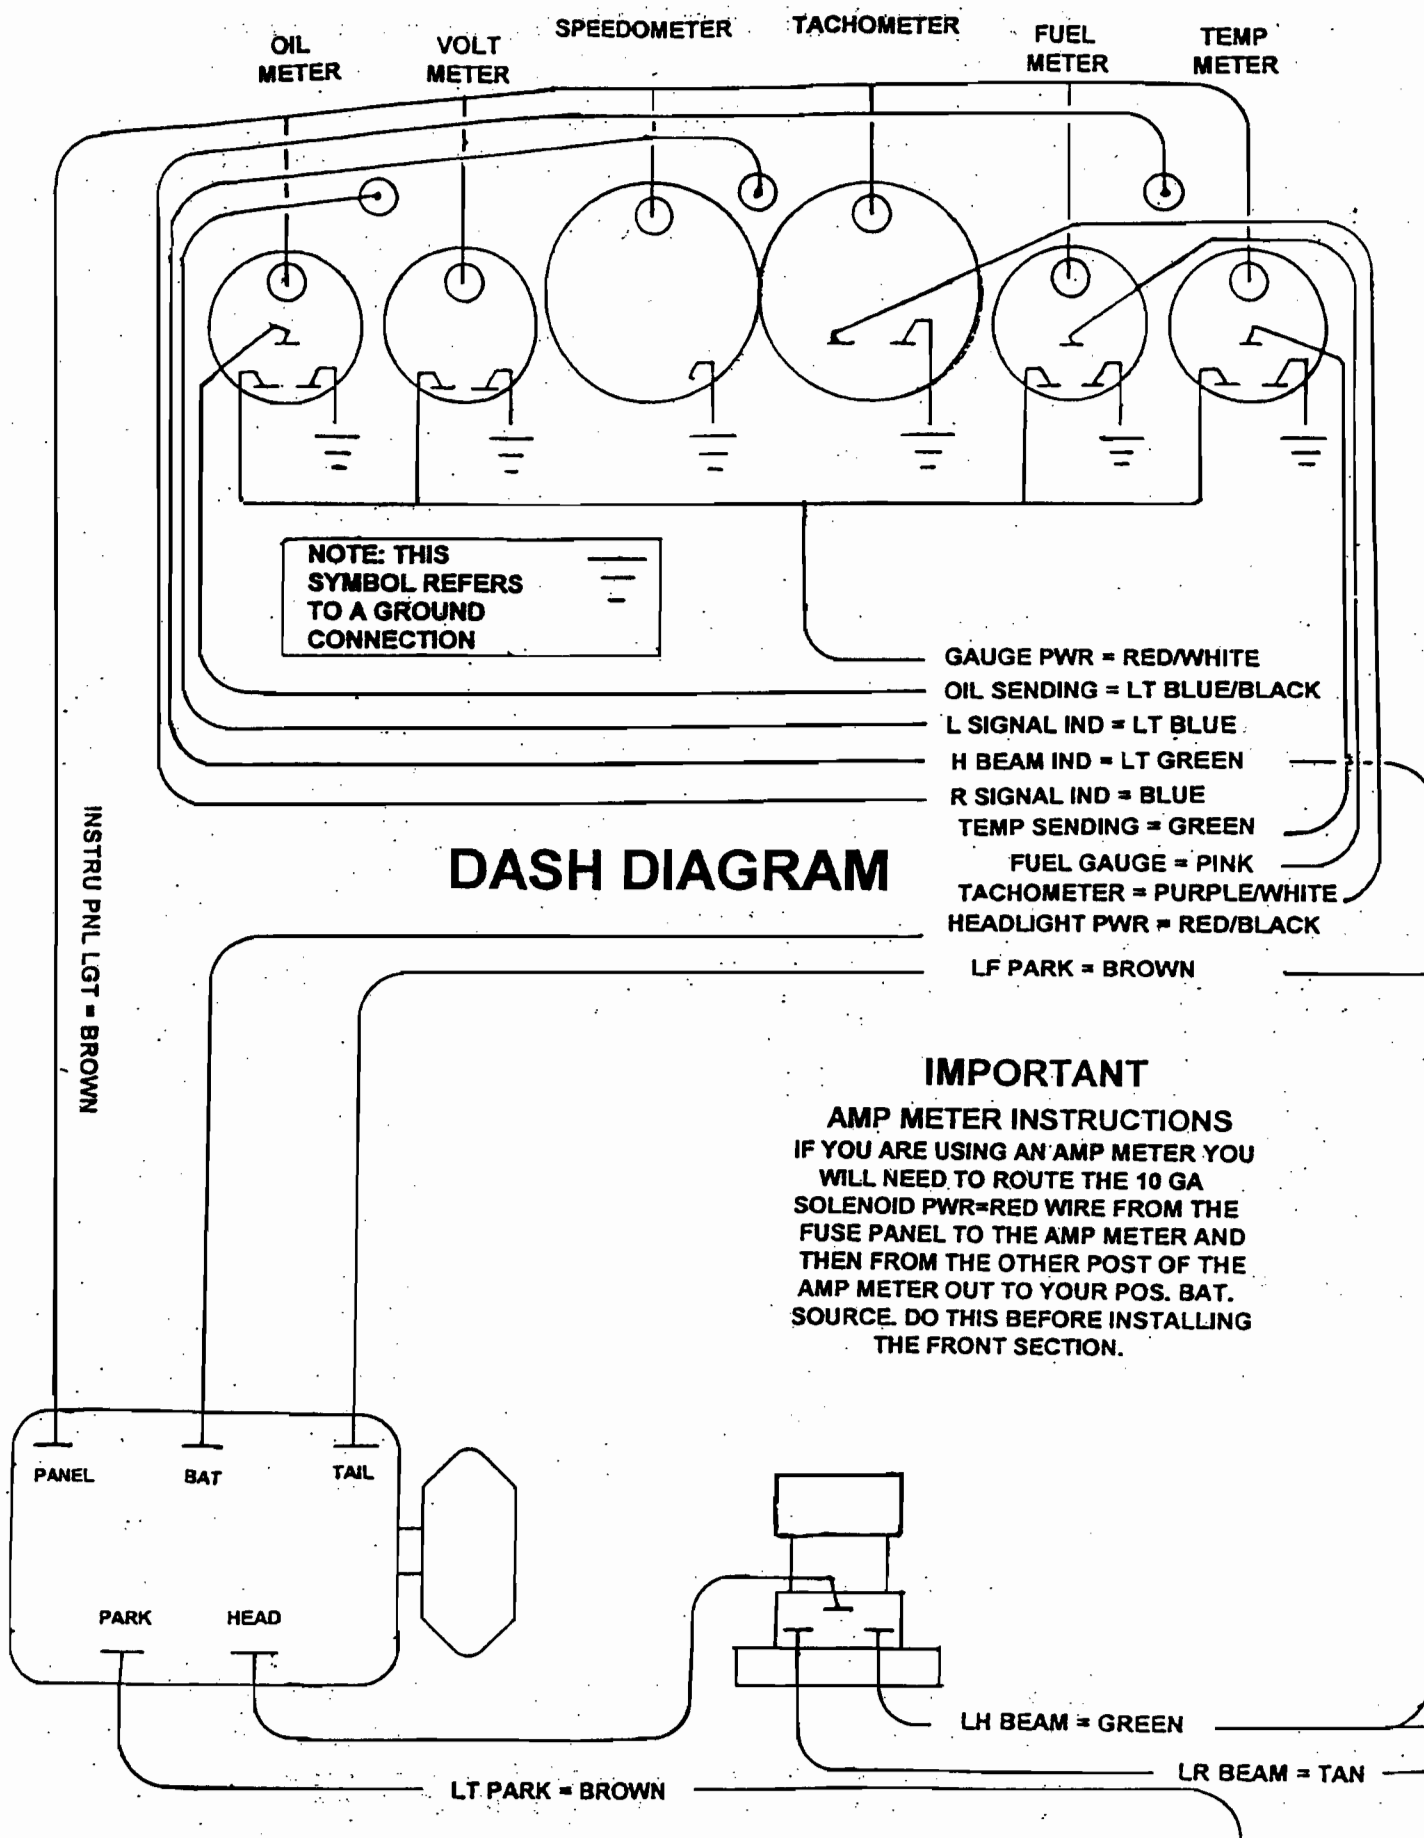 OIL
METER
VOLT
METER
SPEEDOMETER
TACHOMETER
FUEL
METER
TEMP
METER
NOTE: THIS
SYMBOL REFERS
TO A GROUND
CONNECTION
GAUGE PWR = RED/WHITE
OIL SENDING = LT BLUE/BLACK
L SIGNAL IND = LT BLUE
H BEAM IND = LT GREEN
R SIGNAL IND = BLUE
TEMP SENDING = GREEN
FUEL GAUGE = PINK
TACHOMETER = PURPLE/WHITE
HEADLIGHT PWR = RED/BLACK
LF PARK = BROWN
DASH DIAGRAM
INSTRU PNL LGT = BROWN
IMPORTANT
AMP METER INSTRUCTIONS
IF YOU ARE USING AN AMP METER YOU
WILL NEED TO ROUTE THE 10 GA
SOLENOID PWR=RED WIRE FROM THE
FUSE PANEL TO THE AMP METER AND
THEN FROM THE OTHER POST OF THE
AMP METER OUT TO YOUR POS. BAT.
SOURCE. DO THIS BEFORE INSTALLING
THE FRONT SECTION.
PANEL
BAT
TAIL
PARK
HEAD
LH BEAM = GREEN
LR BEAM = TAN
LT PARK = BROWN